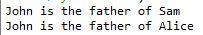 John is the father of Sam
John is the father of Alice